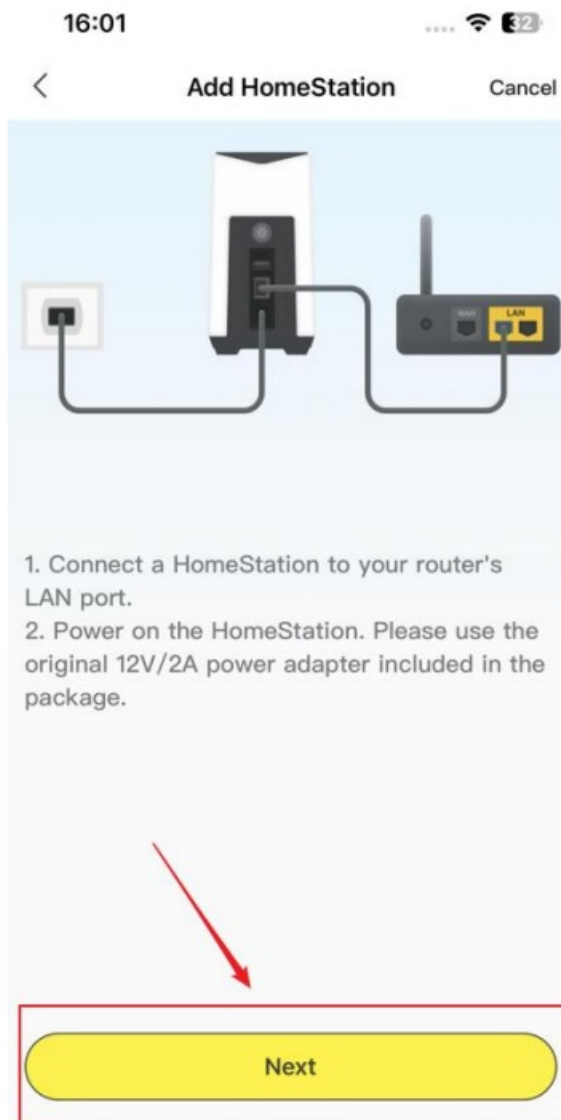 16:01
32
Add HomeStation
Cancel
WAN
LAN
1. Connect a HomeStation to your router's
LAN port.
2. Power on the HomeStation. Please use the
original 12V/2A power adapter included in the
package.
Next